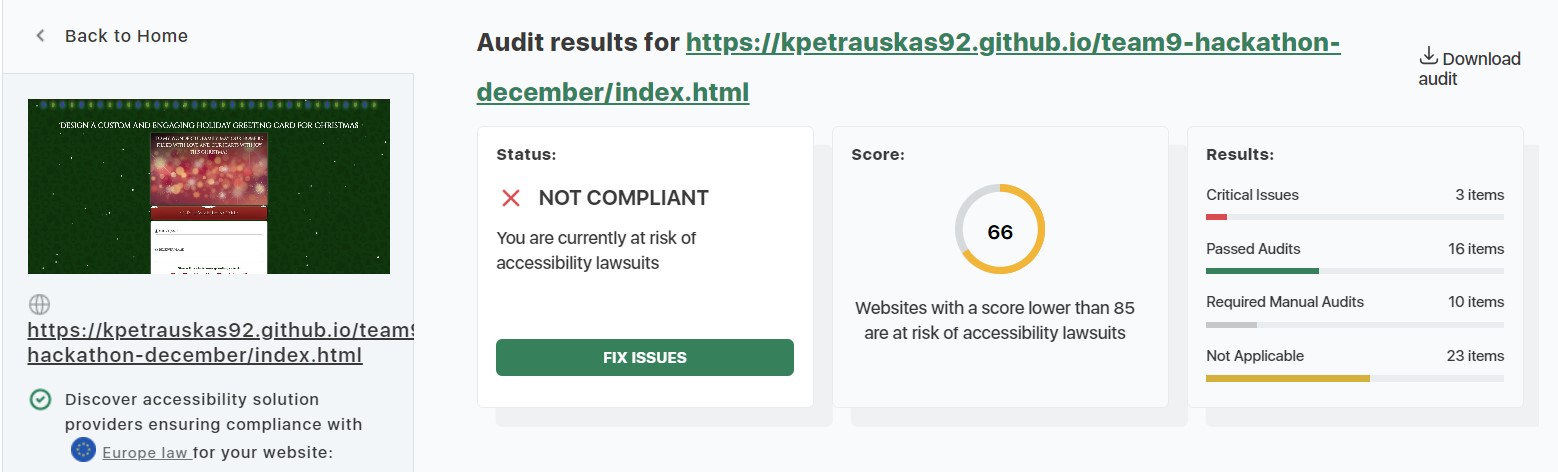 Back to Home
DESIGN A CUSTOM AND ENGAGING HOLIDAY GREETING CARD FOR CHRISTMAS
https://kpetrauskas92.github.io/team9
hackathon-december/index.html
Discover accessibility solution
providers ensuring compliance with
Europe law for your website:
Audit results for https://kpetrauskas92.github.io/team9-hackathon-
december/index.html
Download
audit
Status:
NOT COMPLIANT
You are currently at risk of
accessibility lawsuits
FIX ISSUES
Score:
66
Websites with a score lower than 85
are at risk of accessibility lawsuits
Results:
Critical Issues 3 items
Passed Audits 16 items
Required Manual Audits 10 items
Not Applicable 23 items